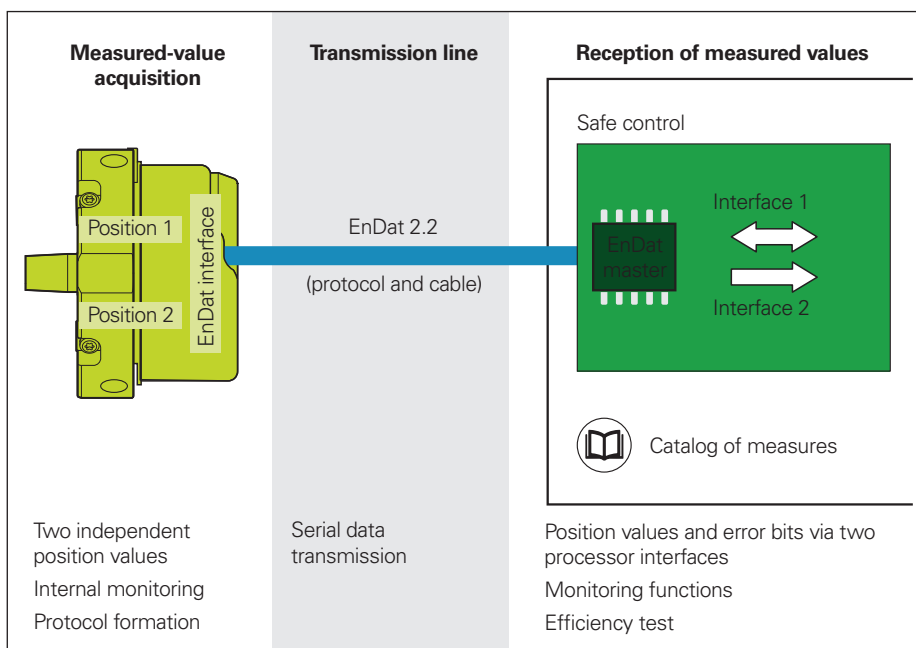 Measured-value
acquisition
Transmission line
Reception of measured values
Position 1
Position 2
EnDat interface
EnDat 2.2
(protocol and cable)
Safe control
EnDat
master
Interface 1
Interface 2
Catalog of measures
Two independent
position values
Internal monitoring
Protocol formation
Serial data
transmission
Position values and error bits via two
processor interfaces
Monitoring functions
Efficiency test